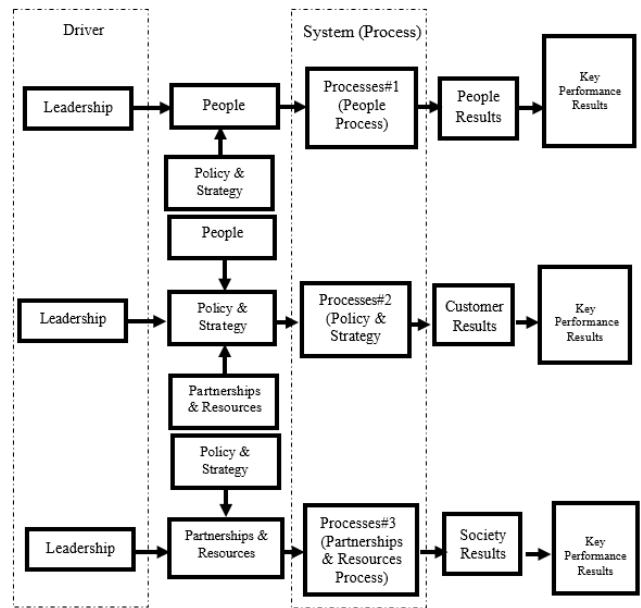 Driver
System (Process)
Leadership
People
Processes#1
(People
Process)
People
Results
Key
Performance
Results
Policy &
Strategy
People
Leadership
Policy &
Strategy
Processes#2
(Policy &
Strategy
Customer
Results
Key
Performance
Results
Partnerships
& Resources
Policy &
Strategy
Leadership
Partnerships &
Resources
Processes#3
(Partnerships
& Resources
Process)
Society
Results
Key
Performance
Results